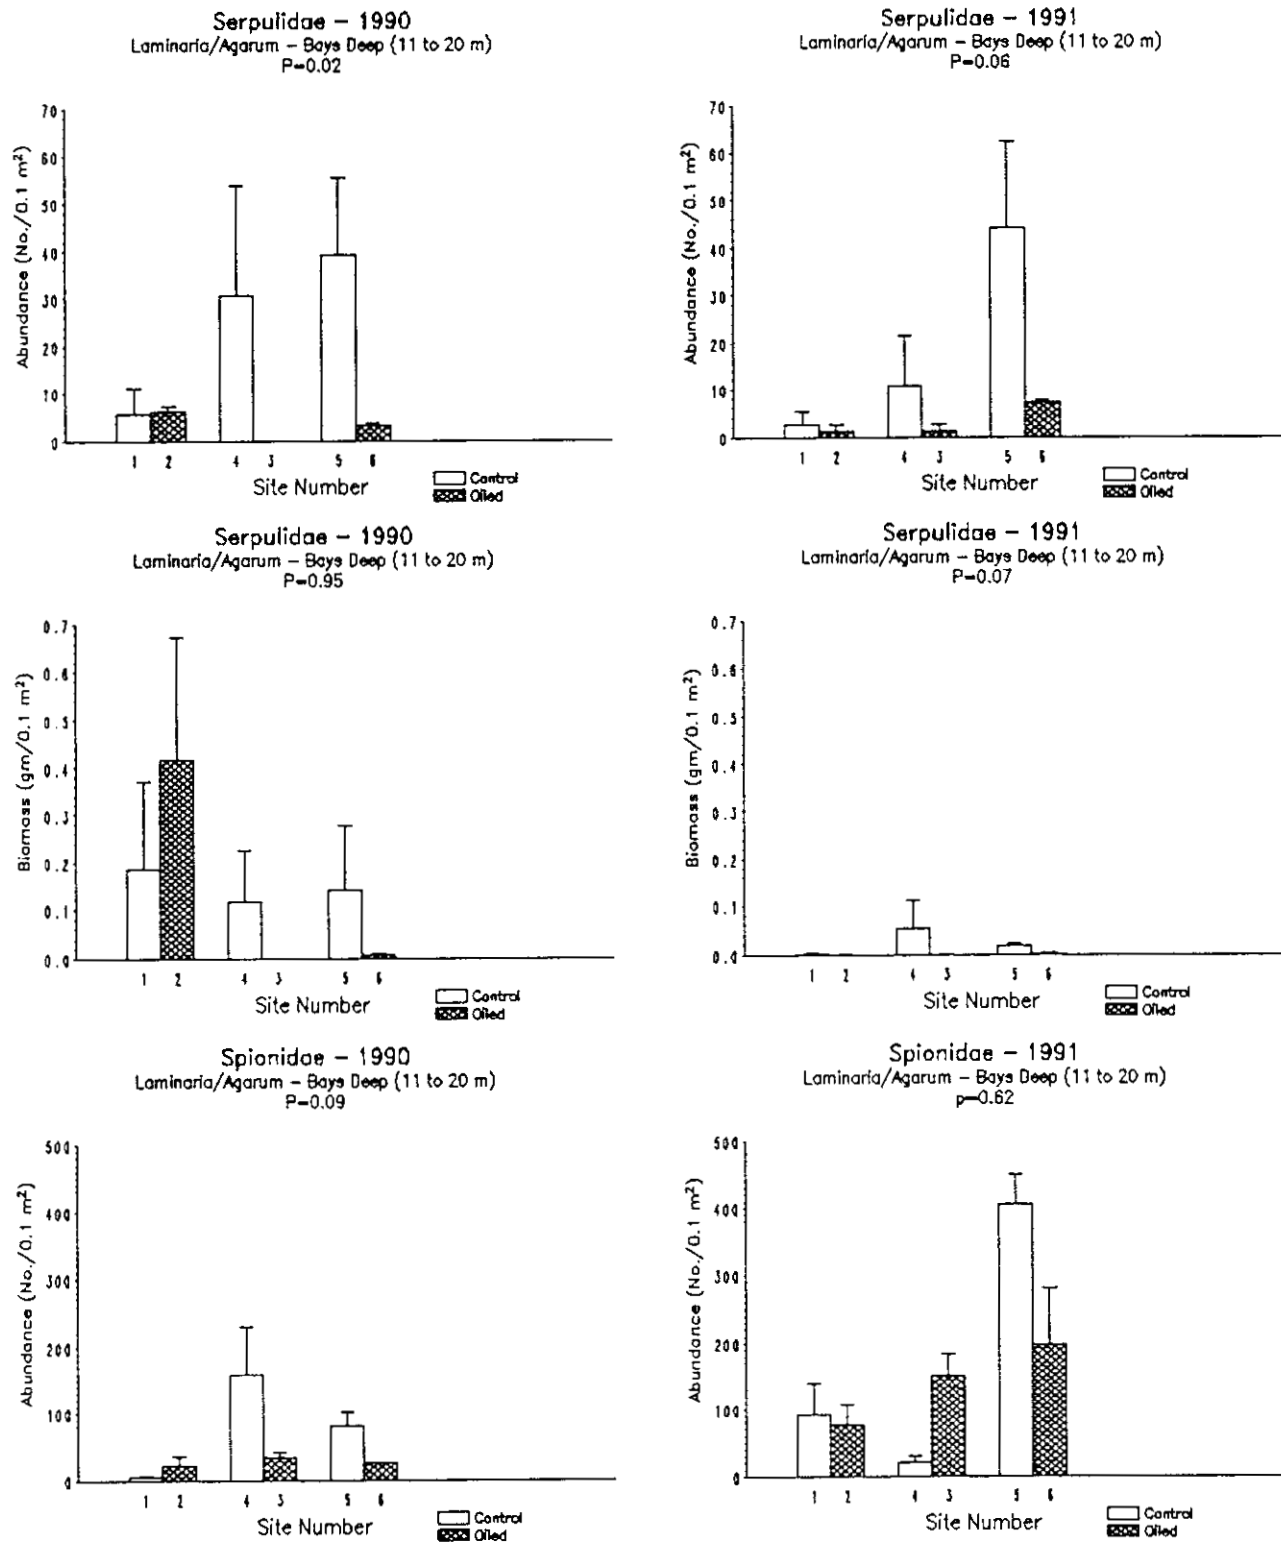 Serpulidae - 1990
Laminaria/Agarum - Bays Deep (11 to 20 m)
P=0.02
Abundance (No./0.1 m²)
70
60
50
40
30
20
10
0
1 2 4 3 5 6
Site Number
Control
Oiled
Serpulidae - 1991
Laminaria/Agarum - Bays Deep (11 to 20 m)
P=0.06
Abundance (No./0.1 m²)
70
60
50
40
30
20
10
0
1 2 4 3 5 6
Site Number
Control
Oiled
Serpulidae - 1990
Laminaria/Agarum - Bays Deep (11 to 20 m)
P=0.95
Biomass (gm/0.1 m²)
0.7
0.6
0.5
0.4
0.3
0.2
0.1
0.0
1 2 4 3 5 6
Site Number
Control
Oiled
Serpulidae - 1991
Laminaria/Agarum - Bays Deep (11 to 20 m)
P=0.07
Biomass (gm/0.1 m²)
0.7
0.6
0.5
0.4
0.3
0.2
0.1
0.0
1 2 4 3 5 6
Site Number
Control
Oiled
Spionidae - 1990
Laminaria/Agarum - Bays Deep (11 to 20 m)
P=0.09
Abundance (No./0.1 m²)
500
400
300
200
100
0
1 2 4 3 5 6
Site Number
Control
Oiled
Spionidae - 1991
Laminaria/Agarum - Bays Deep (11 to 20 m)
p=0.62
Abundance (No./0.1 m²)
500
400
300
200
100
0
1 2 4 3 5 6
Site Number
Control
Oiled